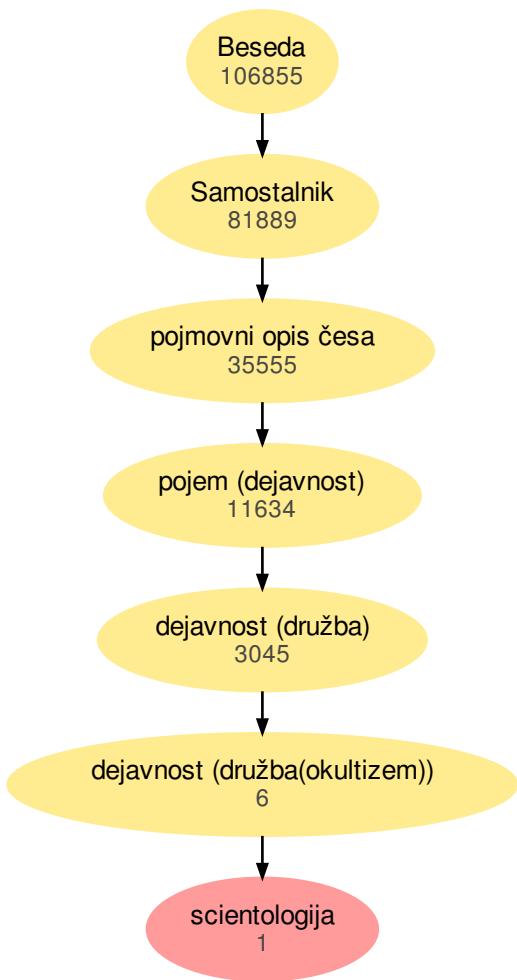 Beseda
106855
Samostalnik
81889
pojmovni opis česa
35555
pojem (dejavnost)
11634
dejavnost (družba)
3045
dejavnost (družba(okultizem))
6
scientologija
1